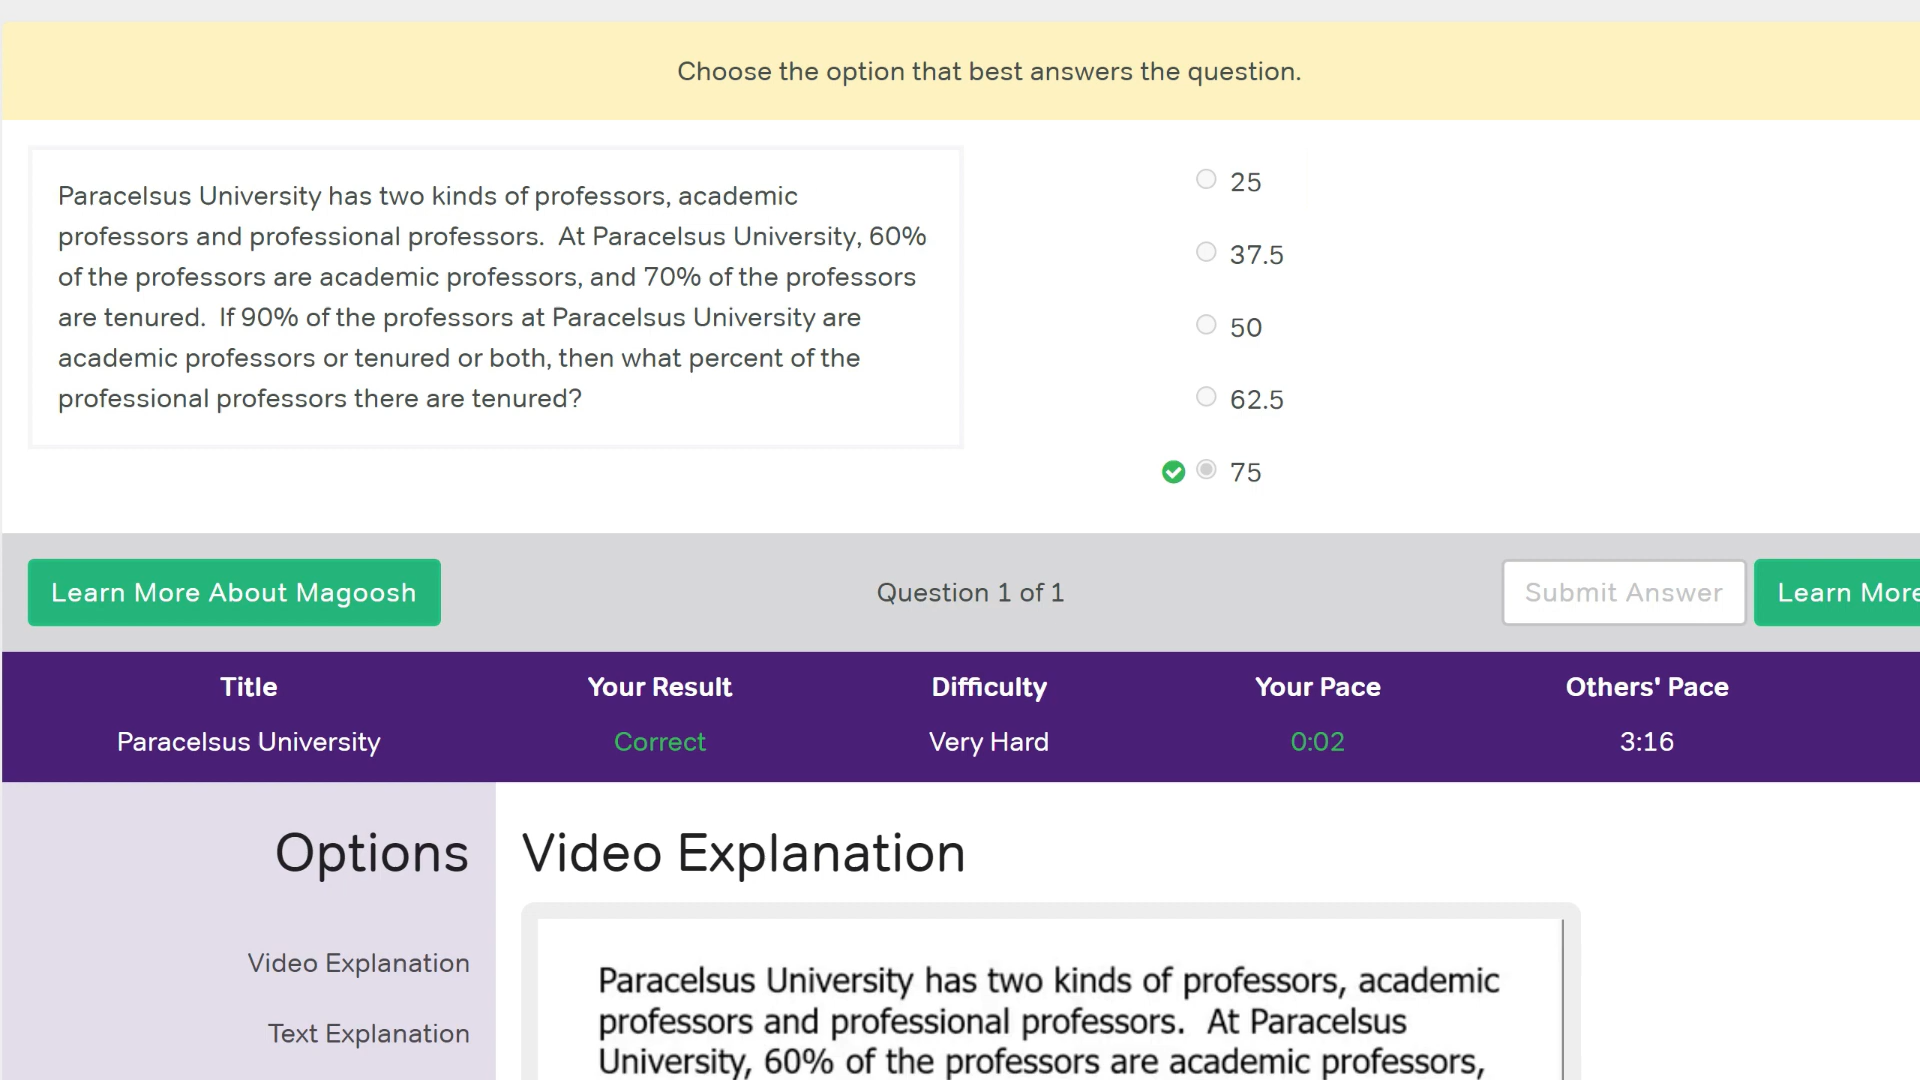 Choose the option that best answers the question.
Paracelsus University has two kinds of professors, academic
professors and professional professors.  At Paracelsus University, 60%
of the professors are academic professors, and 70% of the professors
are tenured.  If 90% of the professors at Paracelsus University are
academic professors or tenured or both, then what percent of the
professional professors there are tenured?
25
37.5
50
62.5
75
Learn More About Magoosh
Question 1 of 1
Submit Answer
Learn More
Title
Your Result
Difficulty
Your Pace
Others' Pace
Paracelsus University
Correct
Very Hard
0:02
3:16
Options
Video Explanation
Text Explanation
Video Explanation
Paracelsus University has two kinds of professors, academic
professors and professional professors.  At Paracelsus
University, 60% of the professors are academic professors,